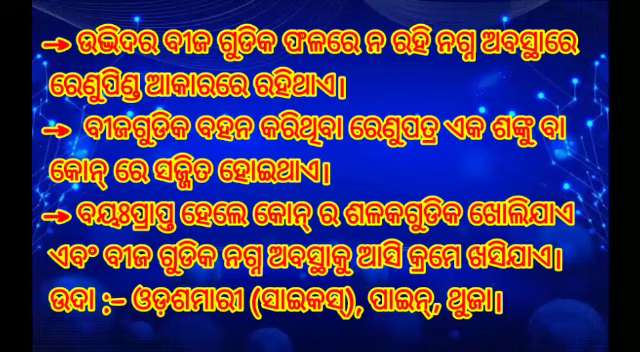 → ଉଦ୍ଭିଦର ବୀଜ ଗୁଡିକ ଫଳରେ ନ ରହି ନଗ୍ନ ଅବସ୍ଥାରେ
ରେଣୁପିଣ୍ଡ ଆକାରରେ ରହିଥାଏ।
→ ବୀଜଗୁଡିକ ବହନ କରିଥିବା ରେଣୁପତ୍ର ଏକ ଶଙ୍କୁ ବା
କୋନ୍ ରେ ସଜ୍ଜିତ ହୋଇଥାଏ।
→ ବୟଃପ୍ରାପ୍ତ ହେଲେ କୋନ୍ ର ଶଳକଗୁଡିକ ଖୋଲିଯାଏ
ଏବଂ ବୀଜ ଗୁଡିକ ନଗ୍ନ ଅବସ୍ଥାକୁ ଆସି କ୍ରମେ ଖସିଯାଏ।
ଉଦା :– ଓଡ଼ଶମାରୀ (ସାଇକସ୍), ପାଇନ୍, ଥୁଜା।